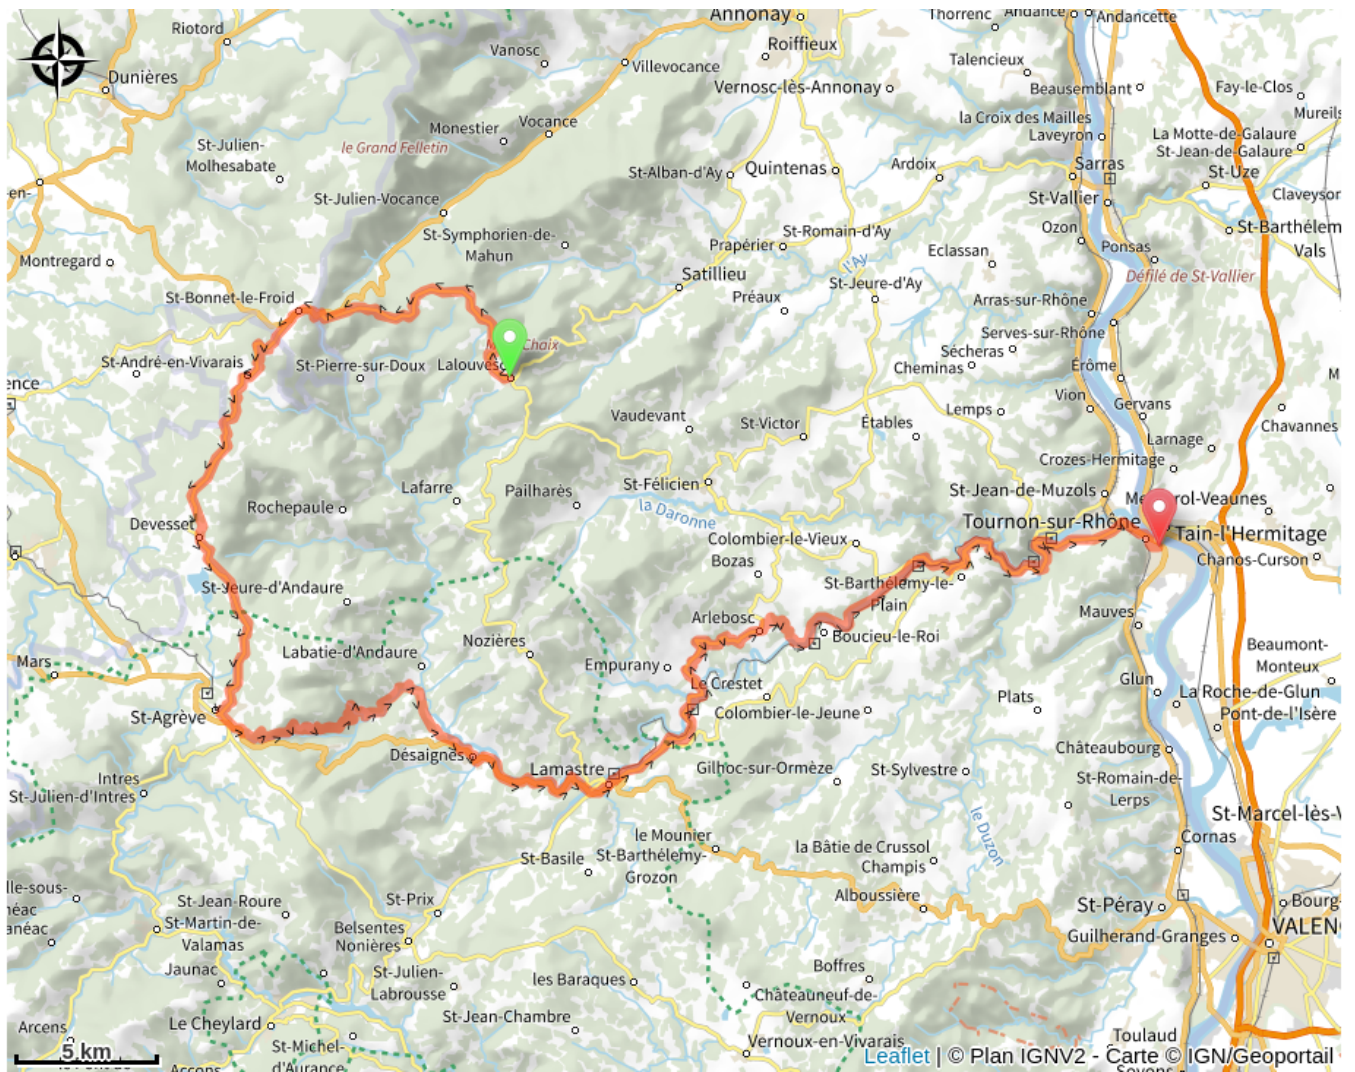 Annonay
Thorrenc
Andance
Andancette
Riotord
Roiffieux
Vanosc
Villevocance
Talencieux
Dunières
Vernosc-lès-Annonay
Beausemblant
Fay-le-Clos
Mureils
la Croix des Mailles
Monestier
Vocance
Laveyron
La Motte-de-Galaure
St-Julien-
Molhesabate
le Grand Felletin
St-Jean-de-Galaure
Sarras
St-Alban-d'Ay
Quintenas
Ardoix
St-Uze
en-
St-Julien-Vocance
St-Vallier
Claveyson
St-Symphorien-de-
Mahun
Prapérier
St-Romain-d'Ay
Ozon
St-Barthélem
Vals
Eclassan
Ponsas
Montregard
l'Ay
Satillieu
Défilé de St-Vallier
St-Jeure-d'Ay
St-Bonnet-le-Froid
Préaux
Arras-sur-Rhône
Serves-sur-Rhône
Chaix
Sécheras
St-André-en-Vivarais
St-Pierre-sur-Doux
Lalouvesc
Cheminas
Érôme
ence
M
Vion
Gervans
Vaudevant
St-Victor
Étables
Lemps
Chavannes
Larnage
Crozes-Hermitage
Lafarre
Pailharès
St-Félicien
St-Jean-de-Muzols
Me
rol-Veaunes
Rochepaule
la Daronne
Devesset
Tournon-sur-Rhône
Tain-l'Hermitage
Colombier-le-Vieux
Chanos-Curson
Bozas
St-Jeure-d'Andaure
St-Barthélemy-le-
Plain
Arlebosc
Mauves
Boucieu-le-Roi
Nozières
Labatie-d'Andaure
Empurany
Beaumont-
Monteux
Mars
Le Crestet
Glun
La Roche-de-Glun
St-Agrève
Colombier-le-Jeune
Plats
Pont-de-l'Isère
Désaignes
Châteaubourg
Lamastre
Gilhoc-sur-Ormèze
St-Sylvestre
Intres
St-Romain-de-
Lerps
St-Julien-d'Intres
le Duzon
St-Marcel-lès-V
le Mounier
Cornas
St-Basile
St-Barthélemy-
Grozon
la Bâtie de Crussol
Champis
lle-sous-
néac
St-Jean-Roure
St-Prix
Alboussière
St-Péray
Bourg-
anéac
St-Martin-de-
Valamas
Belsentes
Nonières
Guilherand-Granges
VALEN
Jaunac
St-Julien-
Labrousse
les Baraques
Boffres
Châteauneuf-de-
Vernoux
Arcens
Le Cheylard
St-Jean-Chambre
St-Michel-
d'Aurance
Vernoux-en-Vivarais
Toulaud
5 km
Accons
Leaflet | © Plan IGNV2 - Carte © IGN/Geoportail